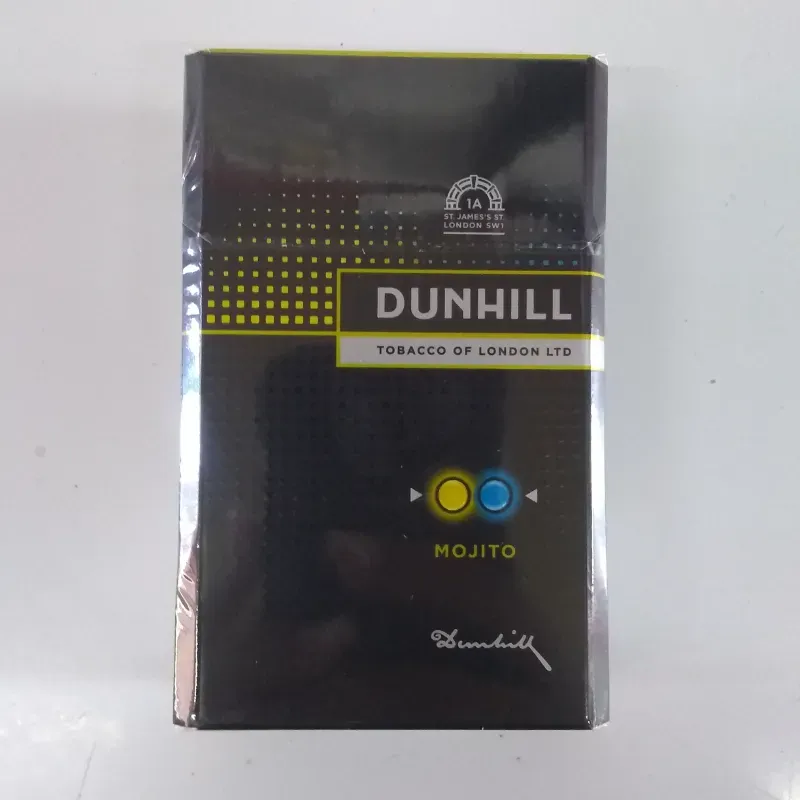 1A
ST. JAMES'S ST
LONDON SW1
DUNHILL
TOBACCO OF LONDON LTD
MOJITO
Dunhill